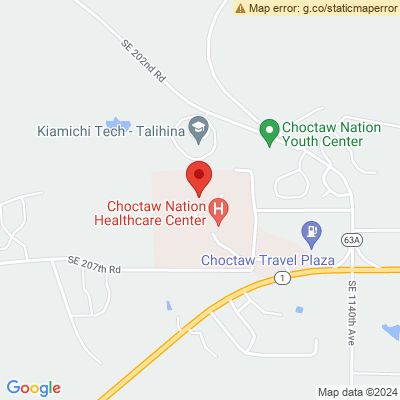 Map error: g.co/staticmaperror
SE 202nd Rd
Kiamichi Tech - Talihina
Choctaw Nation
Youth Center
Choctaw Nation
Healthcare Center
H
63A
Choctaw Travel Plaza
SE 207th Rd
1
SE 1140th Ave
Google
Map data ©2024